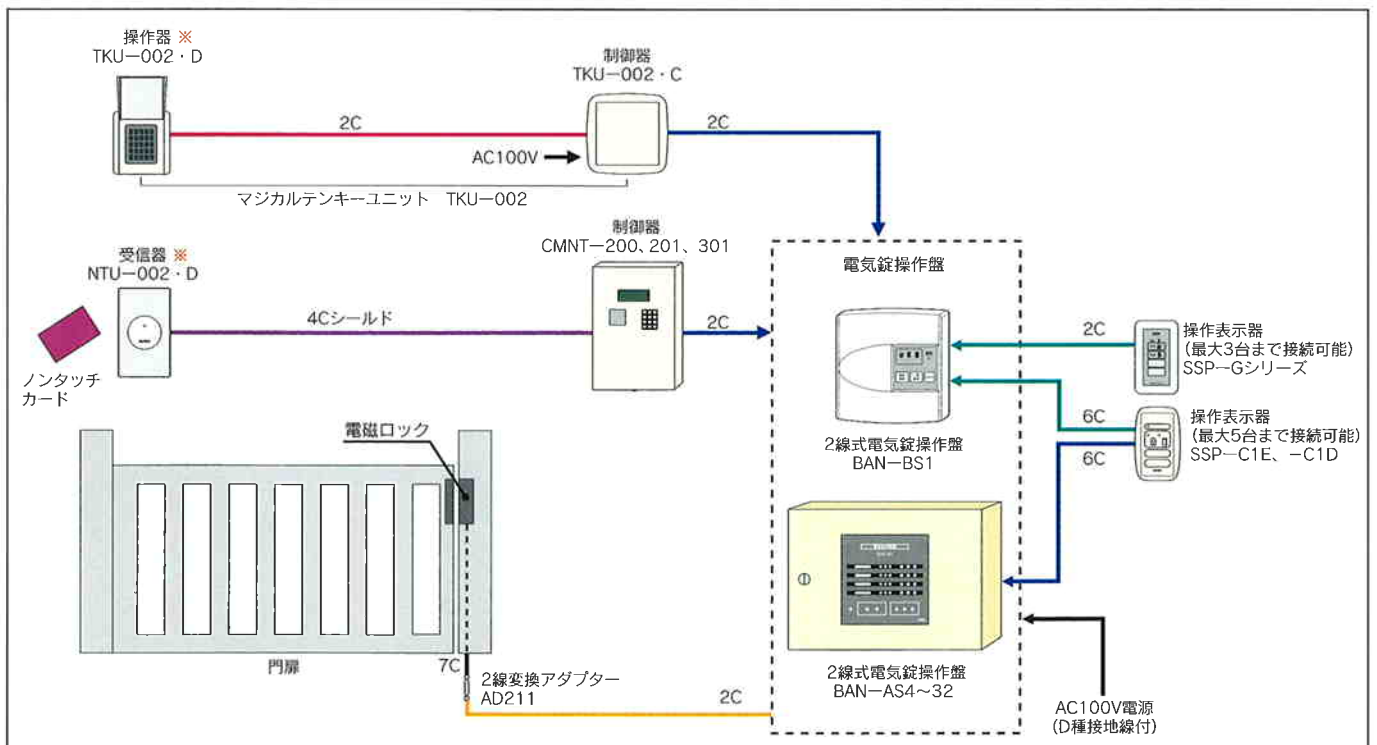 操作器 ※
TKU−002・D
制御器
TKU−002・C
2C
2C
AC100V
マジカルテンキーユニット TKU−002
受信器 ※
NTU−002・D
制御器
CMNT−200、201、301
4Cシールド
2C
ノンタッチ
カード
電気錠操作盤
2C
操作表示器
(最大3台まで接続可能)
SSP−Gシリーズ
6C
6C
操作表示器
(最大5台まで接続可能)
SSP−C1E、−C1D
2線式電気錠操作盤
BAN−BS1
電磁ロック
門扉
7C
2線変換アダプター
AD211
2C
2線式電気錠操作盤
BAN−AS4〜32
AC100V電源
(D種接地線付)